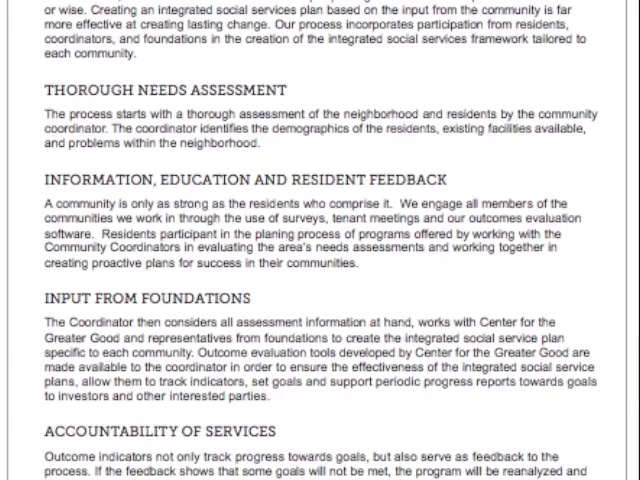 or wise. Creating an integrated social services plan based on the input from the community is far
more effective at creating lasting change. Our process incorporates participation from residents,
coordinators, and foundations in the creation of the integrated social services framework tailored to
each community.
THOROUGH NEEDS ASSESSMENT
The process starts with a thorough assessment of the neighborhood and residents by the community
coordinator. The coordinator identifies the demographics of the residents, existing facilities available,
and problems within the neighborhood.
INFORMATION, EDUCATION AND RESIDENT FEEDBACK
A community is only as strong as the residents who comprise it. We engage all members of the
communities we work in through the use of surveys, tenant meetings and our outcomes evaluation
software. Residents participant in the planing process of programs offered by working with the
Community Coordinators in evaluating the area's needs assessments and working together in
creating proactive plans for success in their communities.
INPUT FROM FOUNDATIONS
The Coordinator then considers all assessment information at hand, works with Center for the
Greater Good and representatives from foundations to create the integrated social service plan
specific to each community. Outcome evaluation tools developed by Center for the Greater Good are
made available to the coordinator in order to ensure the effectiveness of the integrated social service
plans, allow them to track indicators, set goals and support periodic progress reports towards goals
to investors and other interested parties.
ACCOUNTABILITY OF SERVICES
Outcome indicators not only track progress towards goals, but also serve as feedback to the
process. If the feedback shows that some goals will not be met, the program will be reanalyzed and